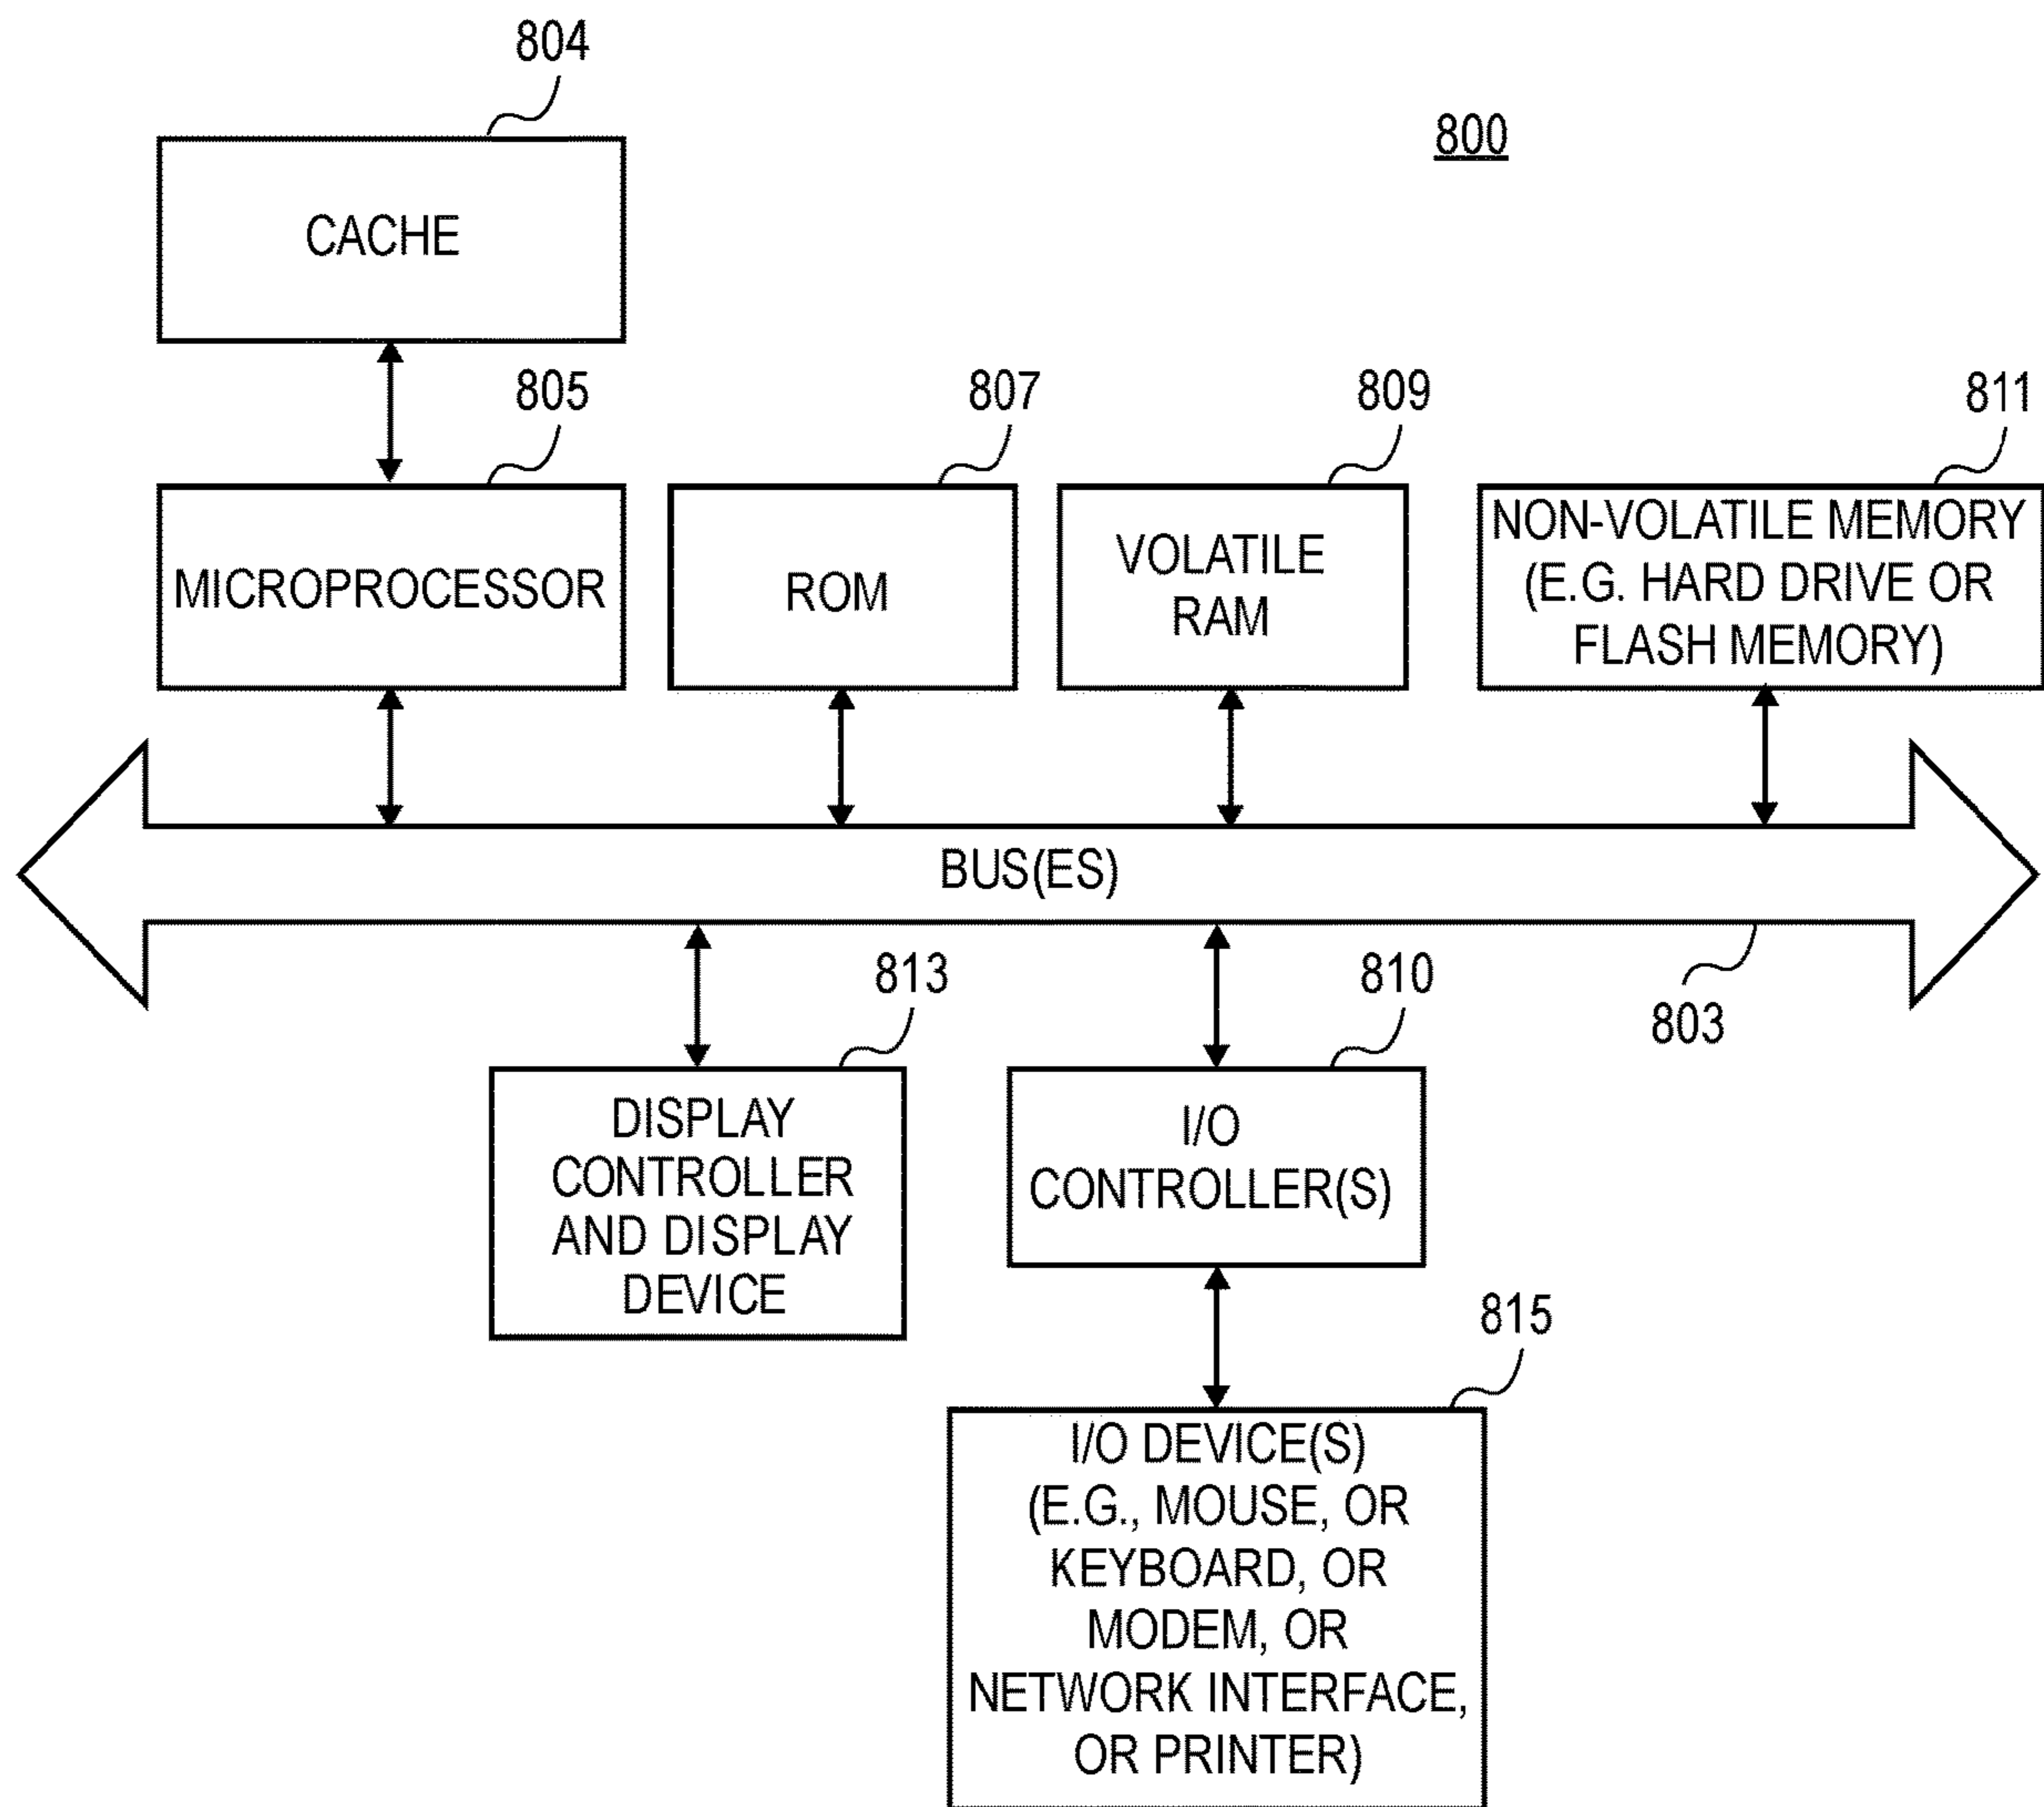 804
800
CACHE
805
807
809
811
MICROPROCESSOR
ROM
VOLATILE
RAM
NON-VOLATILE MEMORY
(E.G. HARD DRIVE OR
FLASH MEMORY)
BUS(ES)
813
810
803
DISPLAY
CONTROLLER
AND DISPLAY
DEVICE
I/O
CONTROLLER(S)
815
I/O DEVICE(S)
(E.G., MOUSE, OR
KEYBOARD, OR
MODEM, OR
NETWORK INTERFACE,
OR PRINTER)